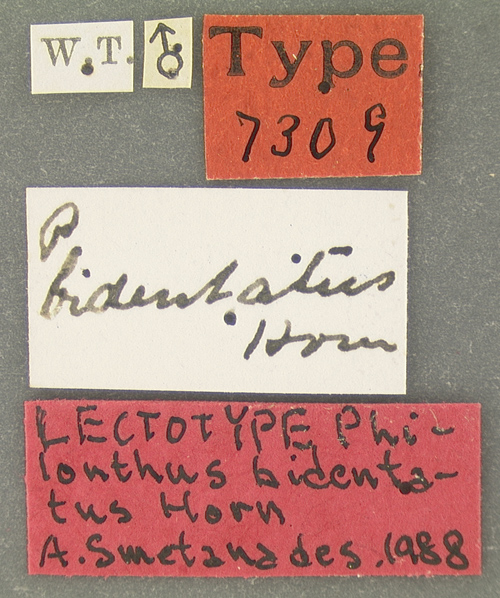 W.T. ♂
Type
7309
P
bidentatus
Horn
LECTOTYPE Phi-
lonthus bidenta-
tus Horn
A. Smetana des. 1988